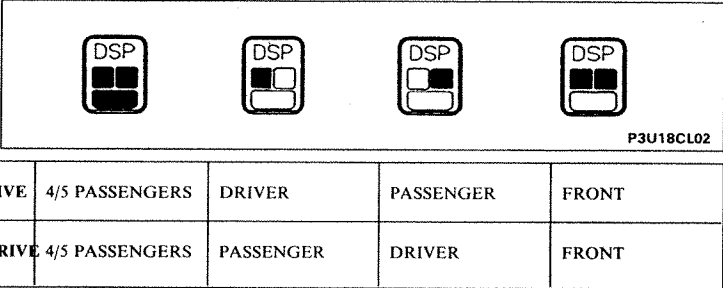 DSP DSP DSP DSP
P3U18CL02
4/5 PASSENGERS DRIVER PASSENGER FRONT
4/5 PASSENGERS PASSENGER DRIVER FRONT